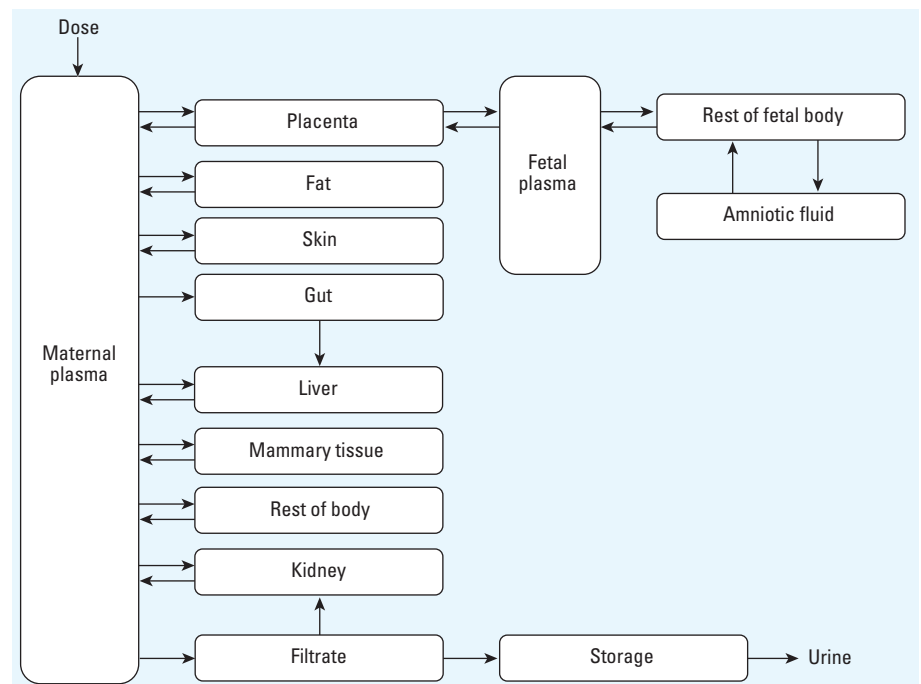 Dose
Placenta
Fetal
plasma
Rest of fetal body
Amniotic fluid
Fat
Skin
Gut
Maternal
plasma
Liver
Mammary tissue
Rest of body
Kidney
Filtrate
Storage
Urine